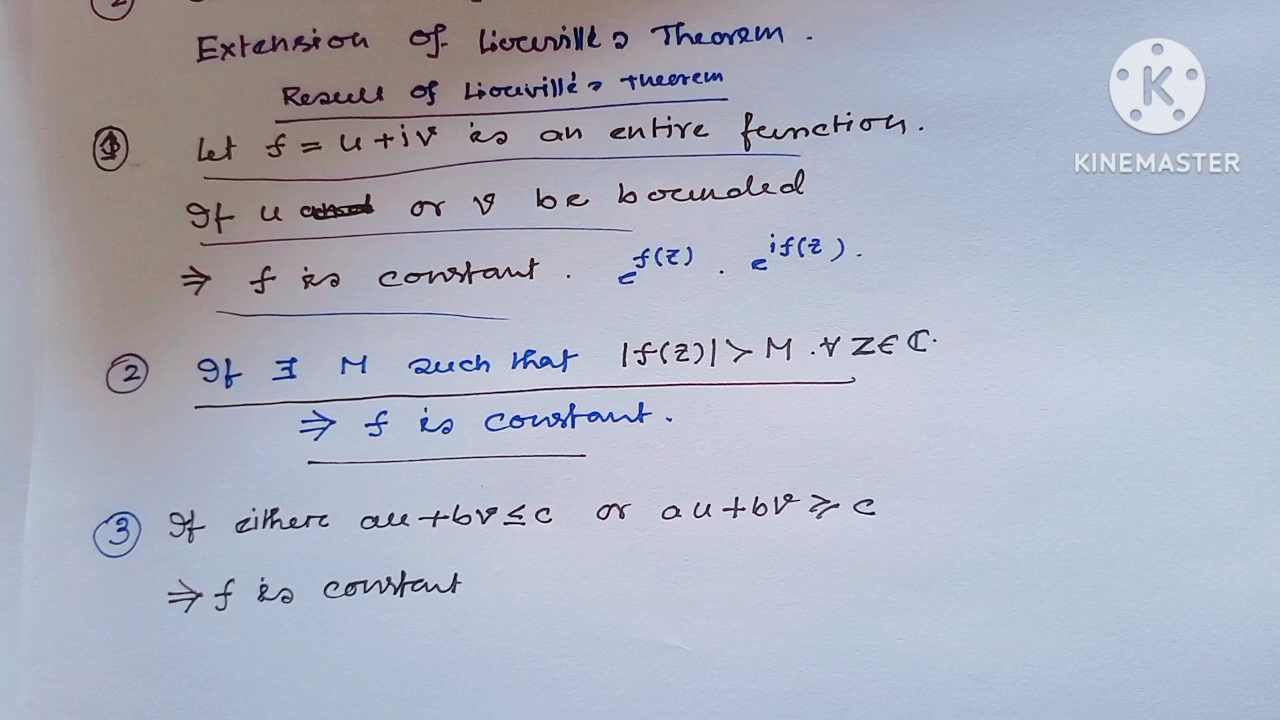 Extension of Liouville's Theorem.
Result of Liouville's Theorem
K
KINEMASTER
① Let f = u + iv is an entire function.
If u or v be bounded
⇒ f is constant. e^{f(z)}. e^{if(z)}.
② If ∃ M such that |f(z)| > M. ∀ z ∈ ℂ.
⇒ f is constant.
③ If eithere au + bv ≤ c or au + bv ≥ c
⇒ f is constant